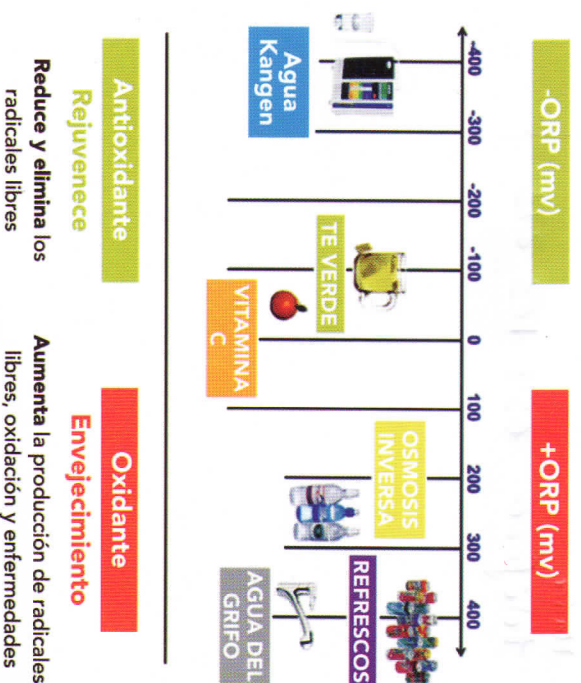 -ORP (mv)
+ORP (mv)
-400
-300
-200
-100
0
100
200
300
400
Agua
Kangen
TE VERDE
VITAMINA
C
OSMOSIS
INVERSA
REFRESCOS
AGUA DEL
GRIFO
Antioxidante
Rejuvenece
Reduce y elimina los
radicales libres
Oxidante
Envejecimiento
Aumenta la producción de radicales
libres, oxidación y enfermedades